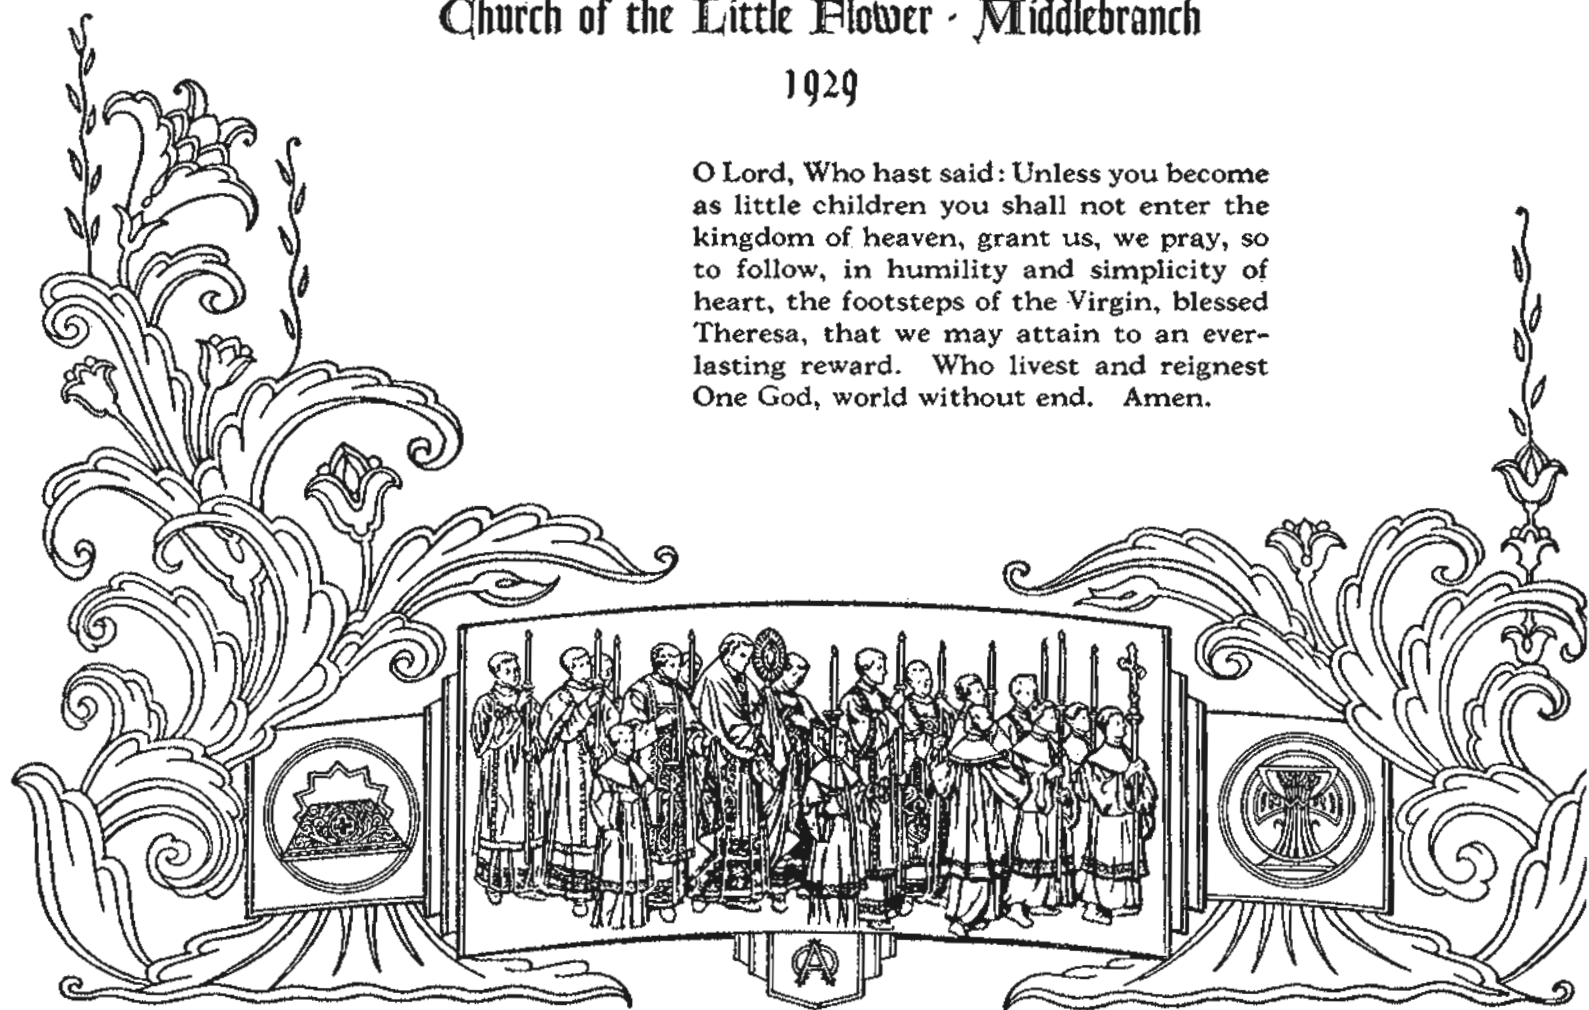 Church of the Little Flower · Middlebranch
1929
O Lord, Who hast said: Unless you become
as little children you shall not enter the
kingdom of heaven, grant us, we pray, so
to follow, in humility and simplicity of
heart, the footsteps of the Virgin, blessed
Theresa, that we may attain to an ever-
lasting reward. Who livest and reignest
One God, world without end. Amen.